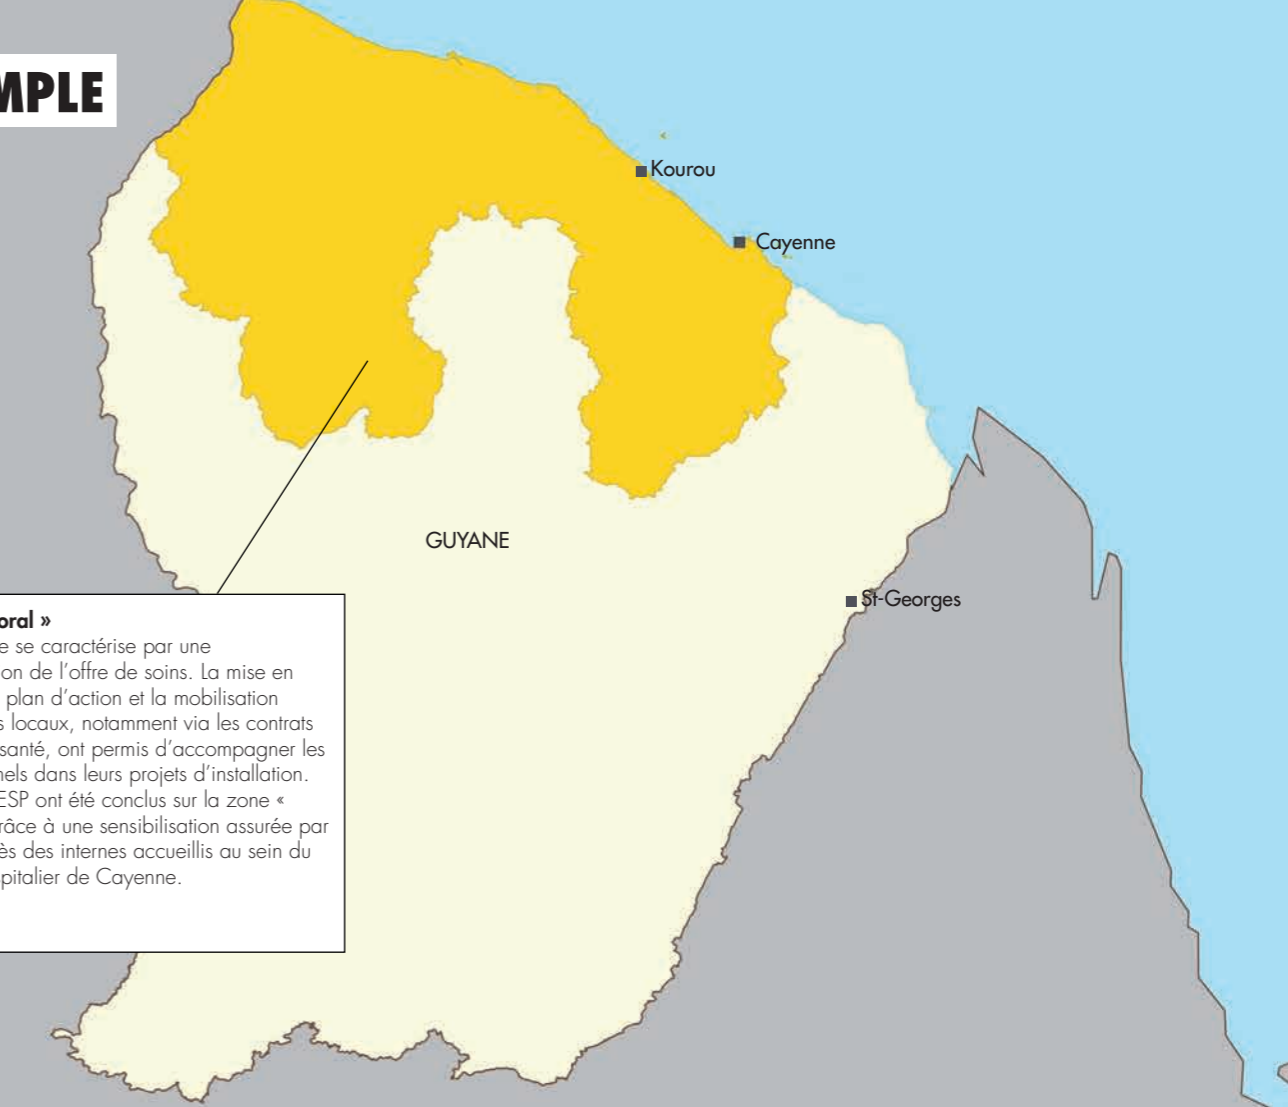 MPLE
Kourou
Cayenne
GUYANE
St-Georges
oral »
e se caractérise par une
on de l’offre de soins. La mise en
plan d’action et la mobilisation
s locaux, notamment via les contrats
santé, ont permis d’accompagner les
nels dans leurs projets d’installation.
ESP ont été conclus sur la zone «
râce à une sensibilisation assurée par
ès des internes accueillis au sein du
spitalier de Cayenne.